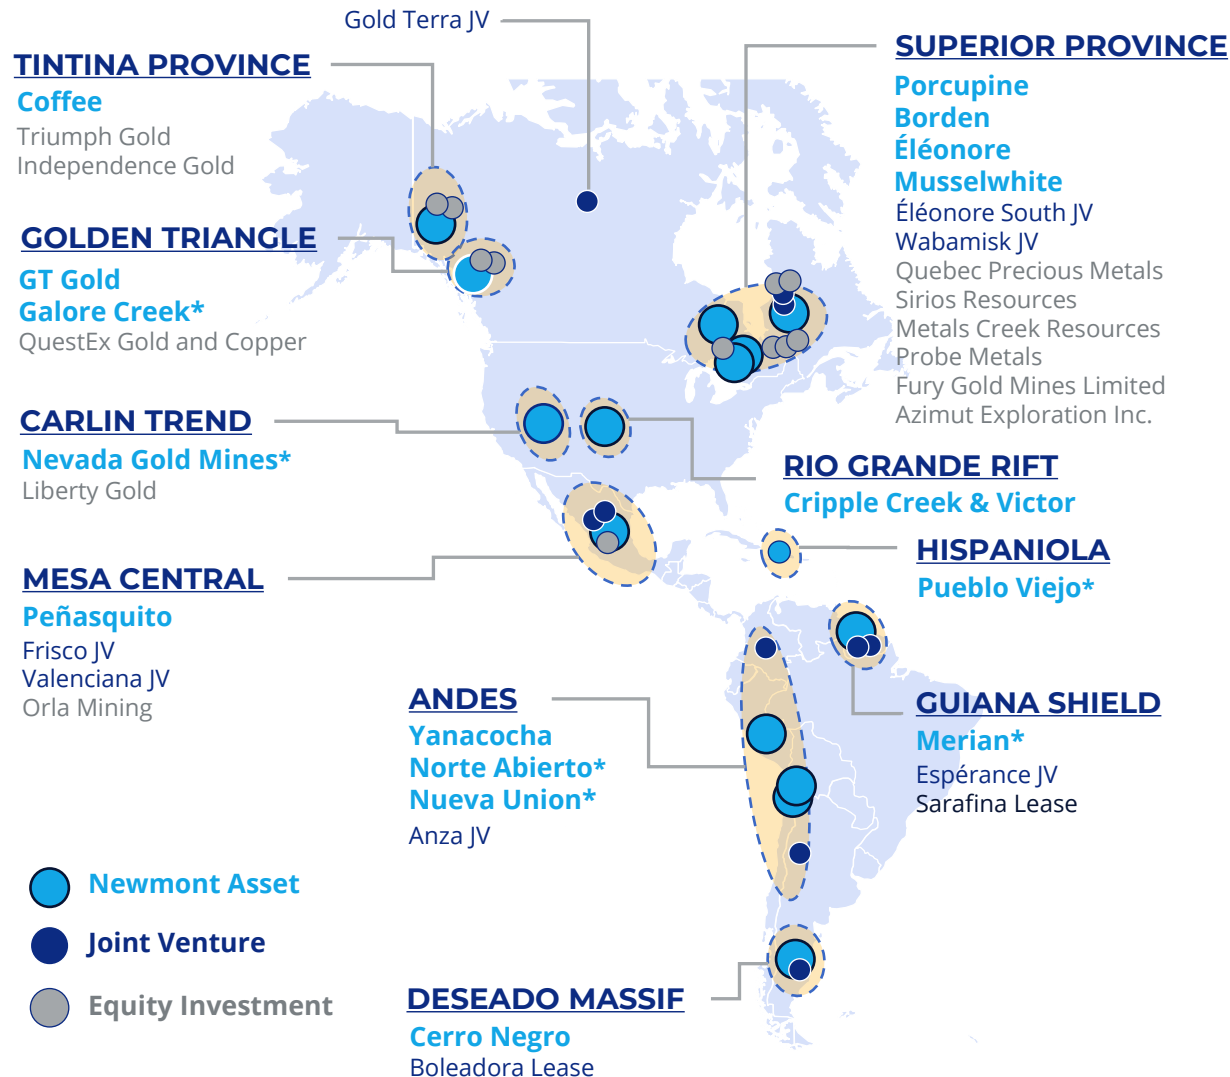 Gold Terra JV
TINTINA PROVINCE
Coffee
Triumph Gold
Independence Gold
GOLDEN TRIANGLE
GT Gold
Galore Creek*
QuestEx Gold and Copper
CARLIN TREND
Nevada Gold Mines*
Liberty Gold
MESA CENTRAL
Peñasquito
Frisco JV
Valenciana JV
Orla Mining
SUPERIOR PROVINCE
Porcupine
Borden
Éléonore
Musselwhite
Éléonore South JV
Wabamisk JV
Quebec Precious Metals
Sirios Resources
Metals Creek Resources
Probe Metals
Fury Gold Mines Limited
Azimut Exploration Inc.
RIO GRANDE RIFT
Cripple Creek & Victor
HISPANIOLA
Pueblo Viejo*
GUIANA SHIELD
Merian*
Espérance JV
Sarafina Lease
ANDES
Yanacocha
Norte Abierto*
Nueva Union*
Anza JV
DESEADO MASSIF
Cerro Negro
Boleadora Lease
Newmont Asset
Joint Venture
Equity Investment